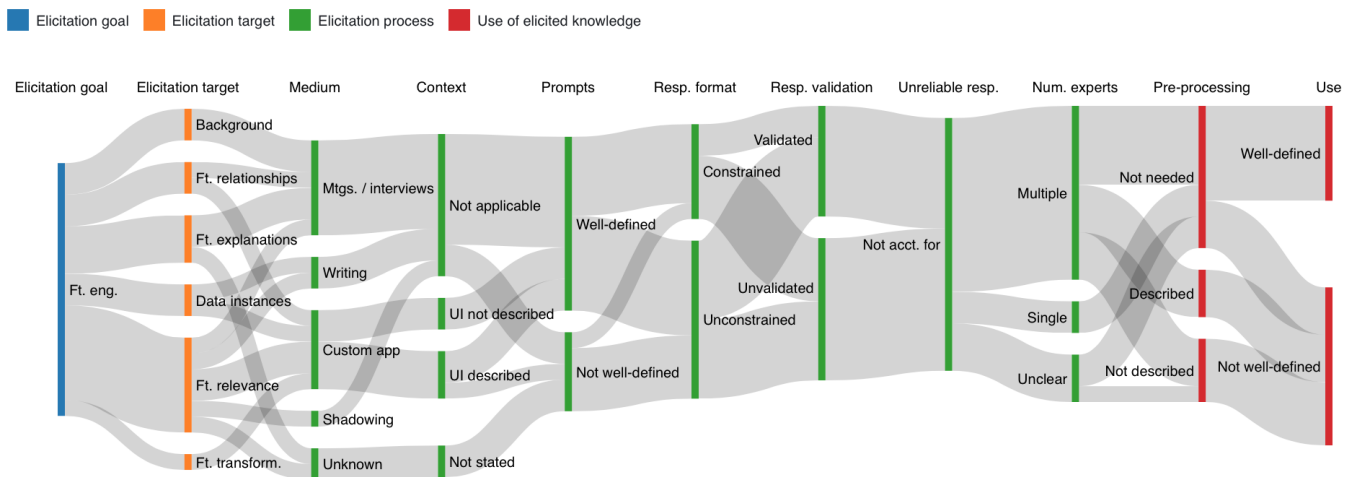 Elicitation goal
Elicitation target
Elicitation process
Use of elicited knowledge
Elicitation goal
Elicitation target
Medium
Context
Prompts
Resp. format
Resp. validation
Unreliable resp.
Num. experts
Pre-processing
Use
Ft. eng.
Background
Ft. relationships
Ft. explanations
Data instances
Ft. relevance
Ft. transform.
Mtgs. / interviews
Writing
Custom app
Shadowing
Unknown
Not applicable
UI not described
UI described
Not stated
Well-defined
Not well-defined
Constrained
Unconstrained
Validated
Unvalidated
Not acct. for
Multiple
Single
Unclear
Not needed
Described
Not described
Well-defined
Not well-defined